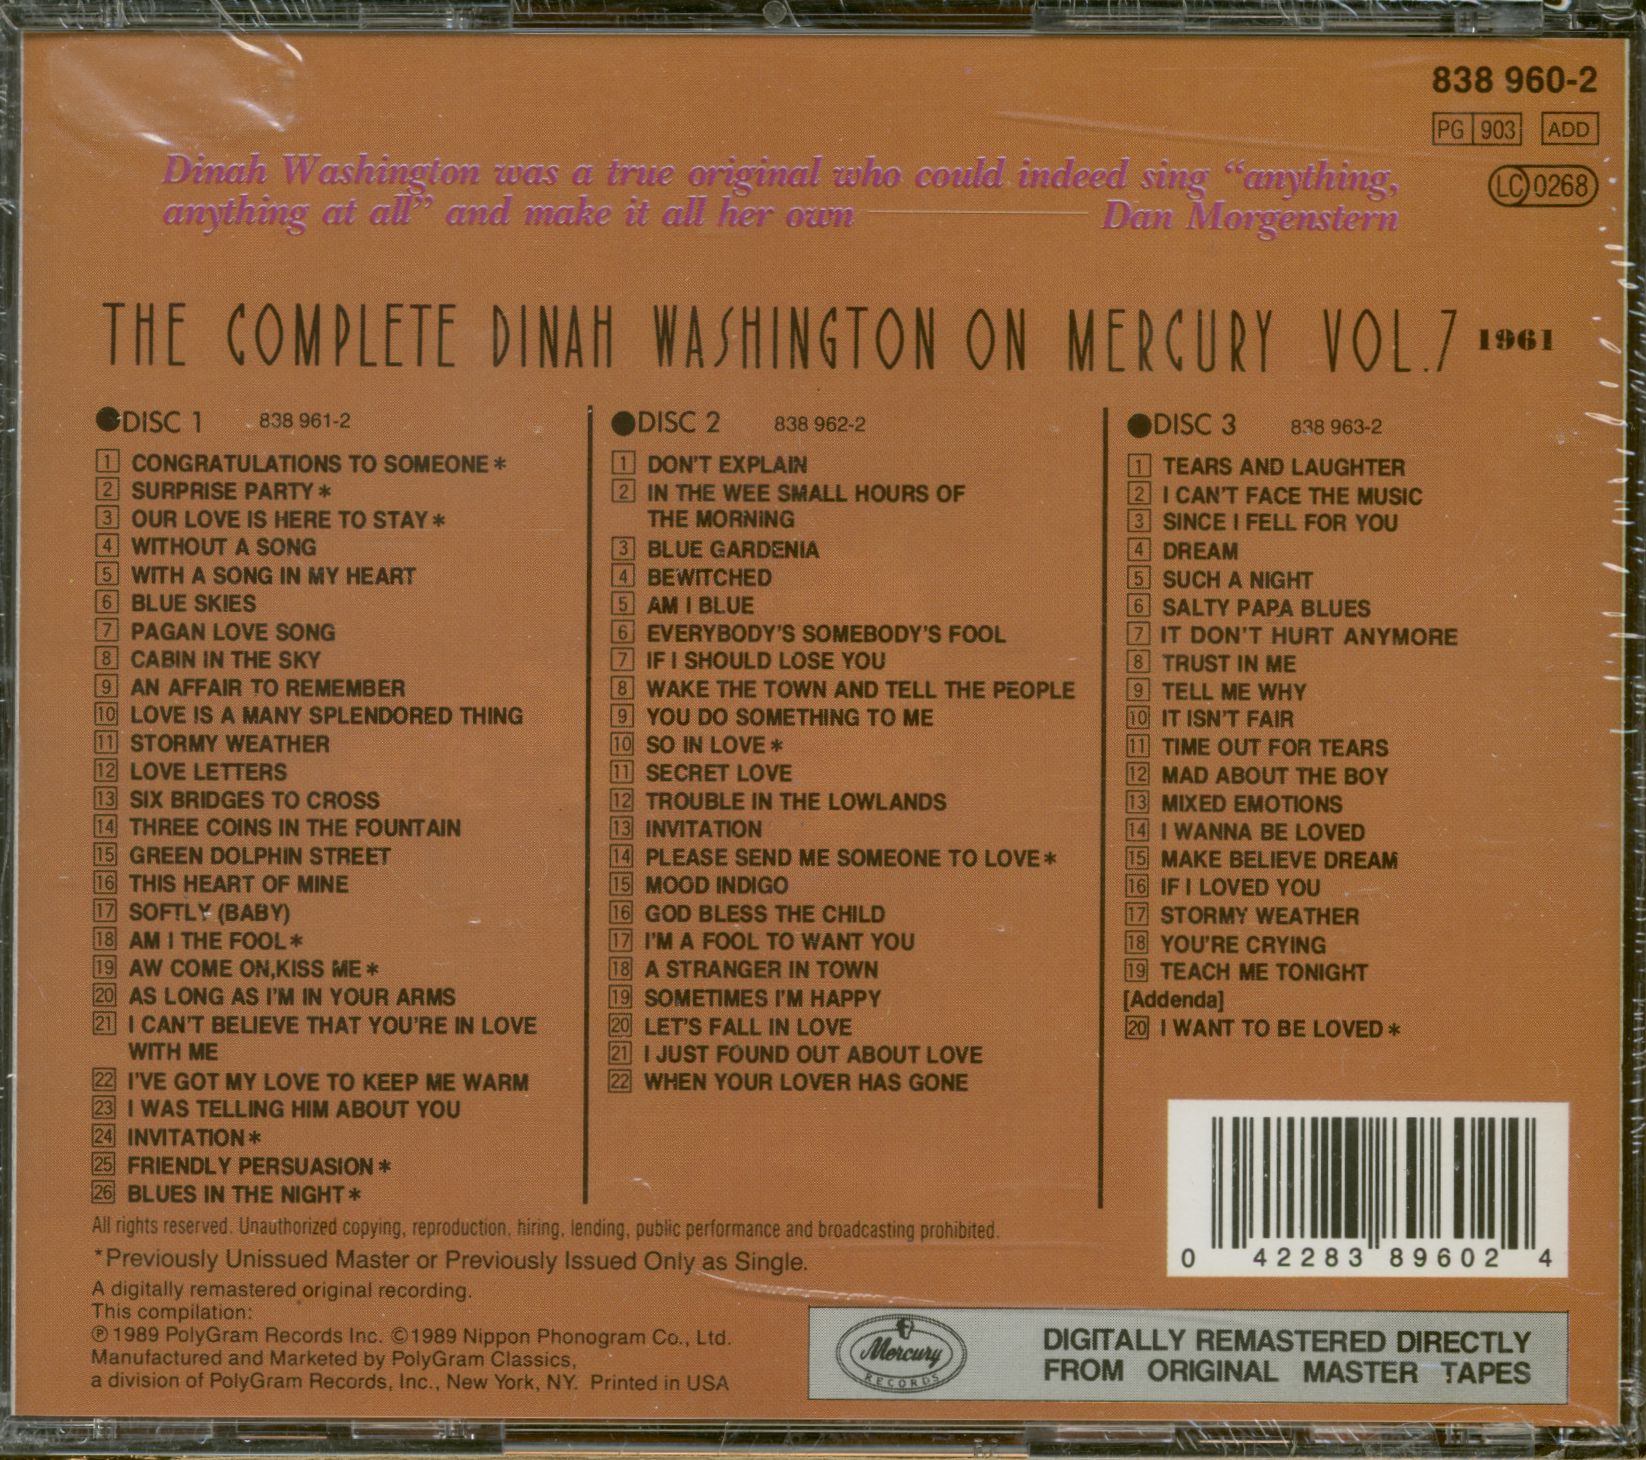 838 960-2
PG 903 ADD
LC 0268
Dinah Washington was a true original who could indeed sing “anything,
anything at all” and make it all her own ——— Dan Morgenstern
THE COMPLETE DINAH WASHINGTON ON MERCURY VOL.7 1961
●DISC 1 838 961-2
1 CONGRATULATIONS TO SOMEONE*
2 SURPRISE PARTY*
3 OUR LOVE IS HERE TO STAY*
4 WITHOUT A SONG
5 WITH A SONG IN MY HEART
6 BLUE SKIES
7 PAGAN LOVE SONG
8 CABIN IN THE SKY
9 AN AFFAIR TO REMEMBER
10 LOVE IS A MANY SPLENDORED THING
11 STORMY WEATHER
12 LOVE LETTERS
13 SIX BRIDGES TO CROSS
14 THREE COINS IN THE FOUNTAIN
15 GREEN DOLPHIN STREET
16 THIS HEART OF MINE
17 SOFTLY (BABY)
18 AM I THE FOOL*
19 AW COME ON,KISS ME*
20 AS LONG AS I'M IN YOUR ARMS
21 I CAN'T BELIEVE THAT YOU'RE IN LOVE
WITH ME
22 I'VE GOT MY LOVE TO KEEP ME WARM
23 I WAS TELLING HIM ABOUT YOU
24 INVITATION*
25 FRIENDLY PERSUASION*
26 BLUES IN THE NIGHT*
●DISC 2 838 962-2
1 DON'T EXPLAIN
2 IN THE WEE SMALL HOURS OF
THE MORNING
3 BLUE GARDENIA
4 BEWITCHED
5 AM I BLUE
6 EVERYBODY'S SOMEBODY'S FOOL
7 IF I SHOULD LOSE YOU
8 WAKE THE TOWN AND TELL THE PEOPLE
9 YOU DO SOMETHING TO ME
10 SO IN LOVE*
11 SECRET LOVE
12 TROUBLE IN THE LOWLANDS
13 INVITATION
14 PLEASE SEND ME SOMEONE TO LOVE*
15 MOOD INDIGO
16 GOD BLESS THE CHILD
17 I'M A FOOL TO WANT YOU
18 A STRANGER IN TOWN
19 SOMETIMES I'M HAPPY
20 LET'S FALL IN LOVE
21 I JUST FOUND OUT ABOUT LOVE
22 WHEN YOUR LOVER HAS GONE
●DISC 3 838 963-2
1 TEARS AND LAUGHTER
2 I CAN'T FACE THE MUSIC
3 SINCE I FELL FOR YOU
4 DREAM
5 SUCH A NIGHT
6 SALTY PAPA BLUES
7 IT DON'T HURT ANYMORE
8 TRUST IN ME
9 TELL ME WHY
10 IT ISN'T FAIR
11 TIME OUT FOR TEARS
12 MAD ABOUT THE BOY
13 MIXED EMOTIONS
14 I WANNA BE LOVED
15 MAKE BELIEVE DREAM
16 IF I LOVED YOU
17 STORMY WEATHER
18 YOU'RE CRYING
19 TEACH ME TONIGHT
[Addenda]
20 I WANT TO BE LOVED*
0 42283 89602 4
All rights reserved. Unauthorized copying, reproduction, hiring, lending, public performance and broadcasting prohibited.
*Previously Unissued Master or Previously Issued Only as Single.
A digitally remastered original recording.
This compilation:
℗1989 PolyGram Records Inc. ©1989 Nippon Phonogram Co., Ltd.
Manufactured and Marketed by PolyGram Classics,
a division of PolyGram Records, Inc., New York, NY. Printed in USA
Mercury
RECORDS
DIGITALLY REMASTERED DIRECTLY
FROM ORIGINAL MASTER TAPES